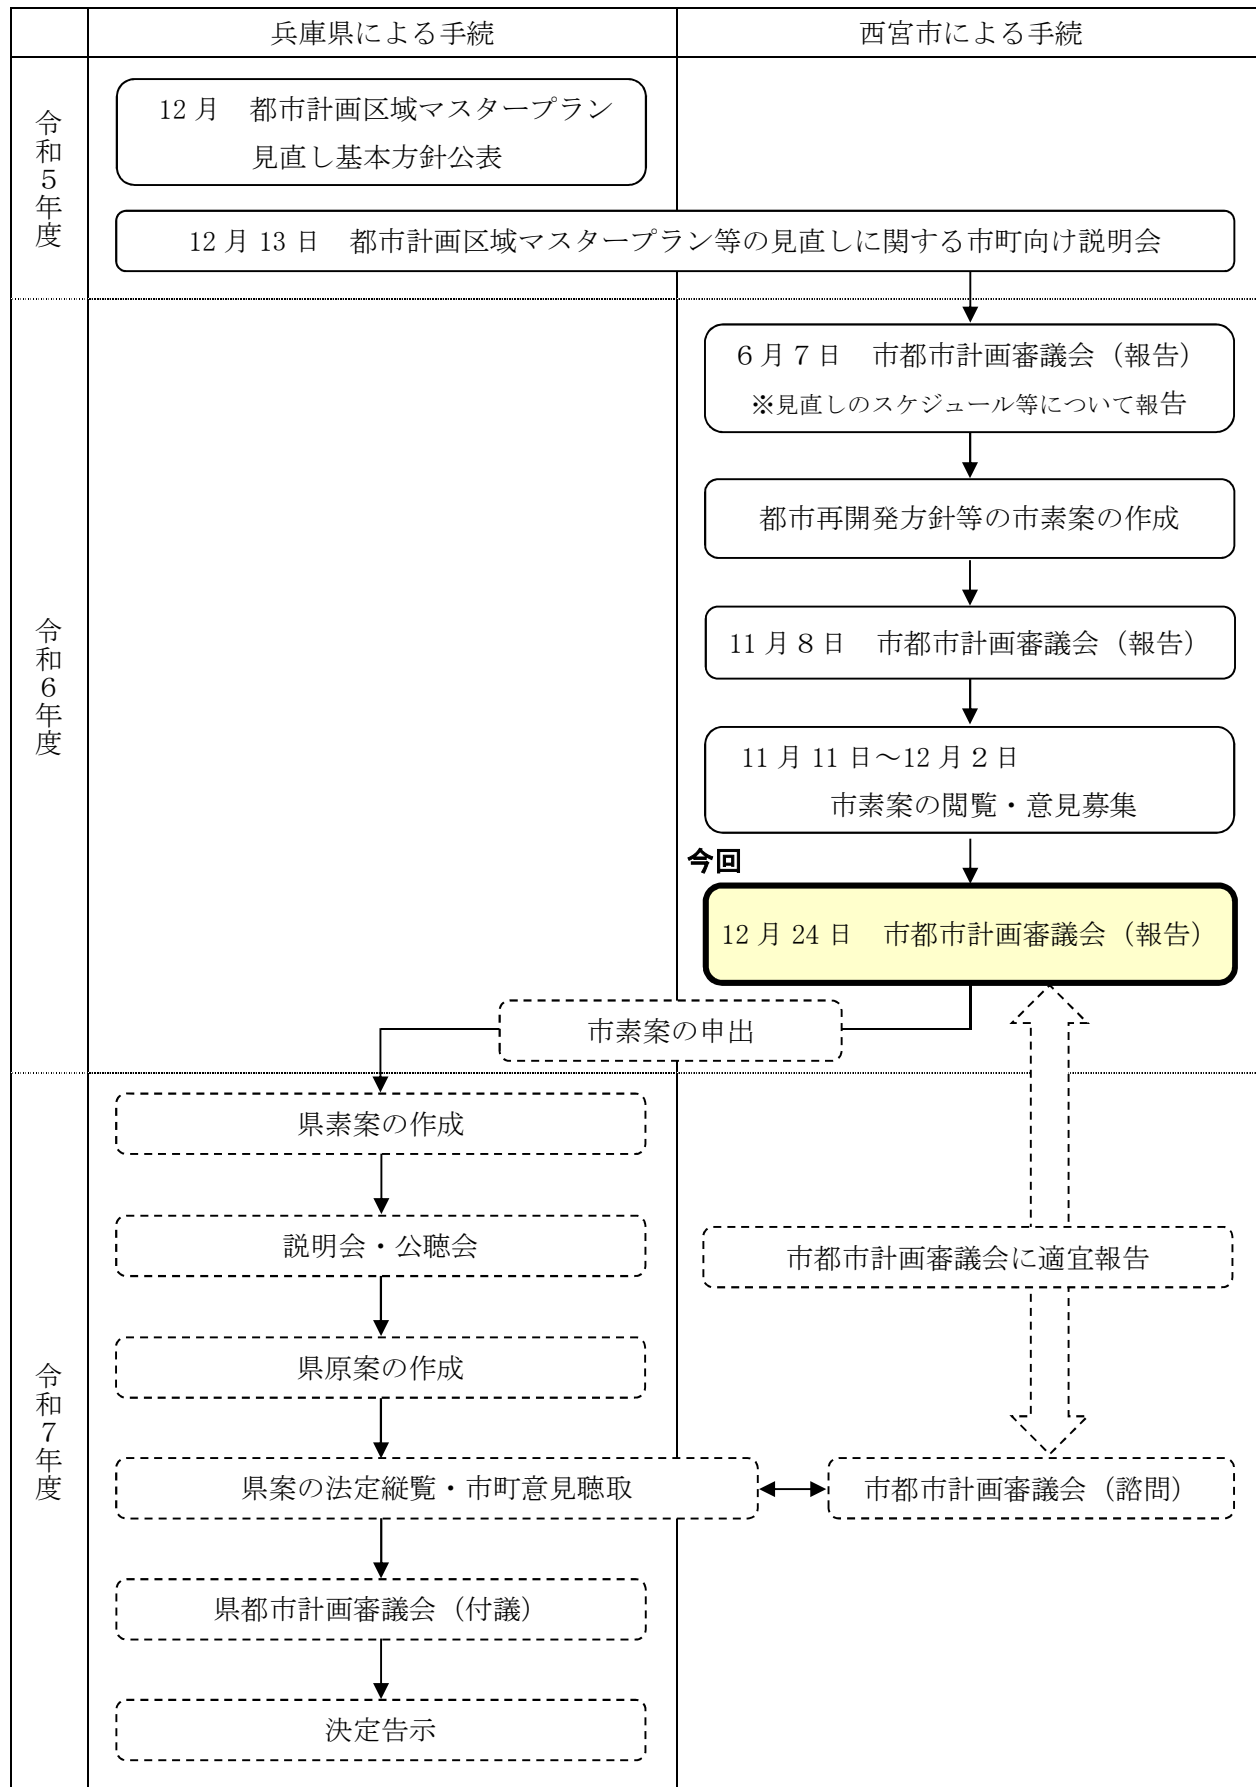 兵庫県による手続
西宮市による手続
令和５年度
12月　都市計画区域マスタープラン
見直し基本方針公表
12月13日　都市計画区域マスタープラン等の見直しに関する市町向け説明会
令和６年度
６月７日　市都市計画審議会（報告）
※見直しのスケジュール等について報告
都市再開発方針等の市素案の作成
11月８日　市都市計画審議会（報告）
11月11日～12月２日
市素案の閲覧・意見募集
今回
12月24日　市都市計画審議会（報告）
市素案の申出
令和７年度
県素案の作成
説明会・公聴会
市都市計画審議会に適宜報告
県原案の作成
県案の法定縦覧・市町意見聴取
市都市計画審議会（諮問）
県都市計画審議会（付議）
決定告示